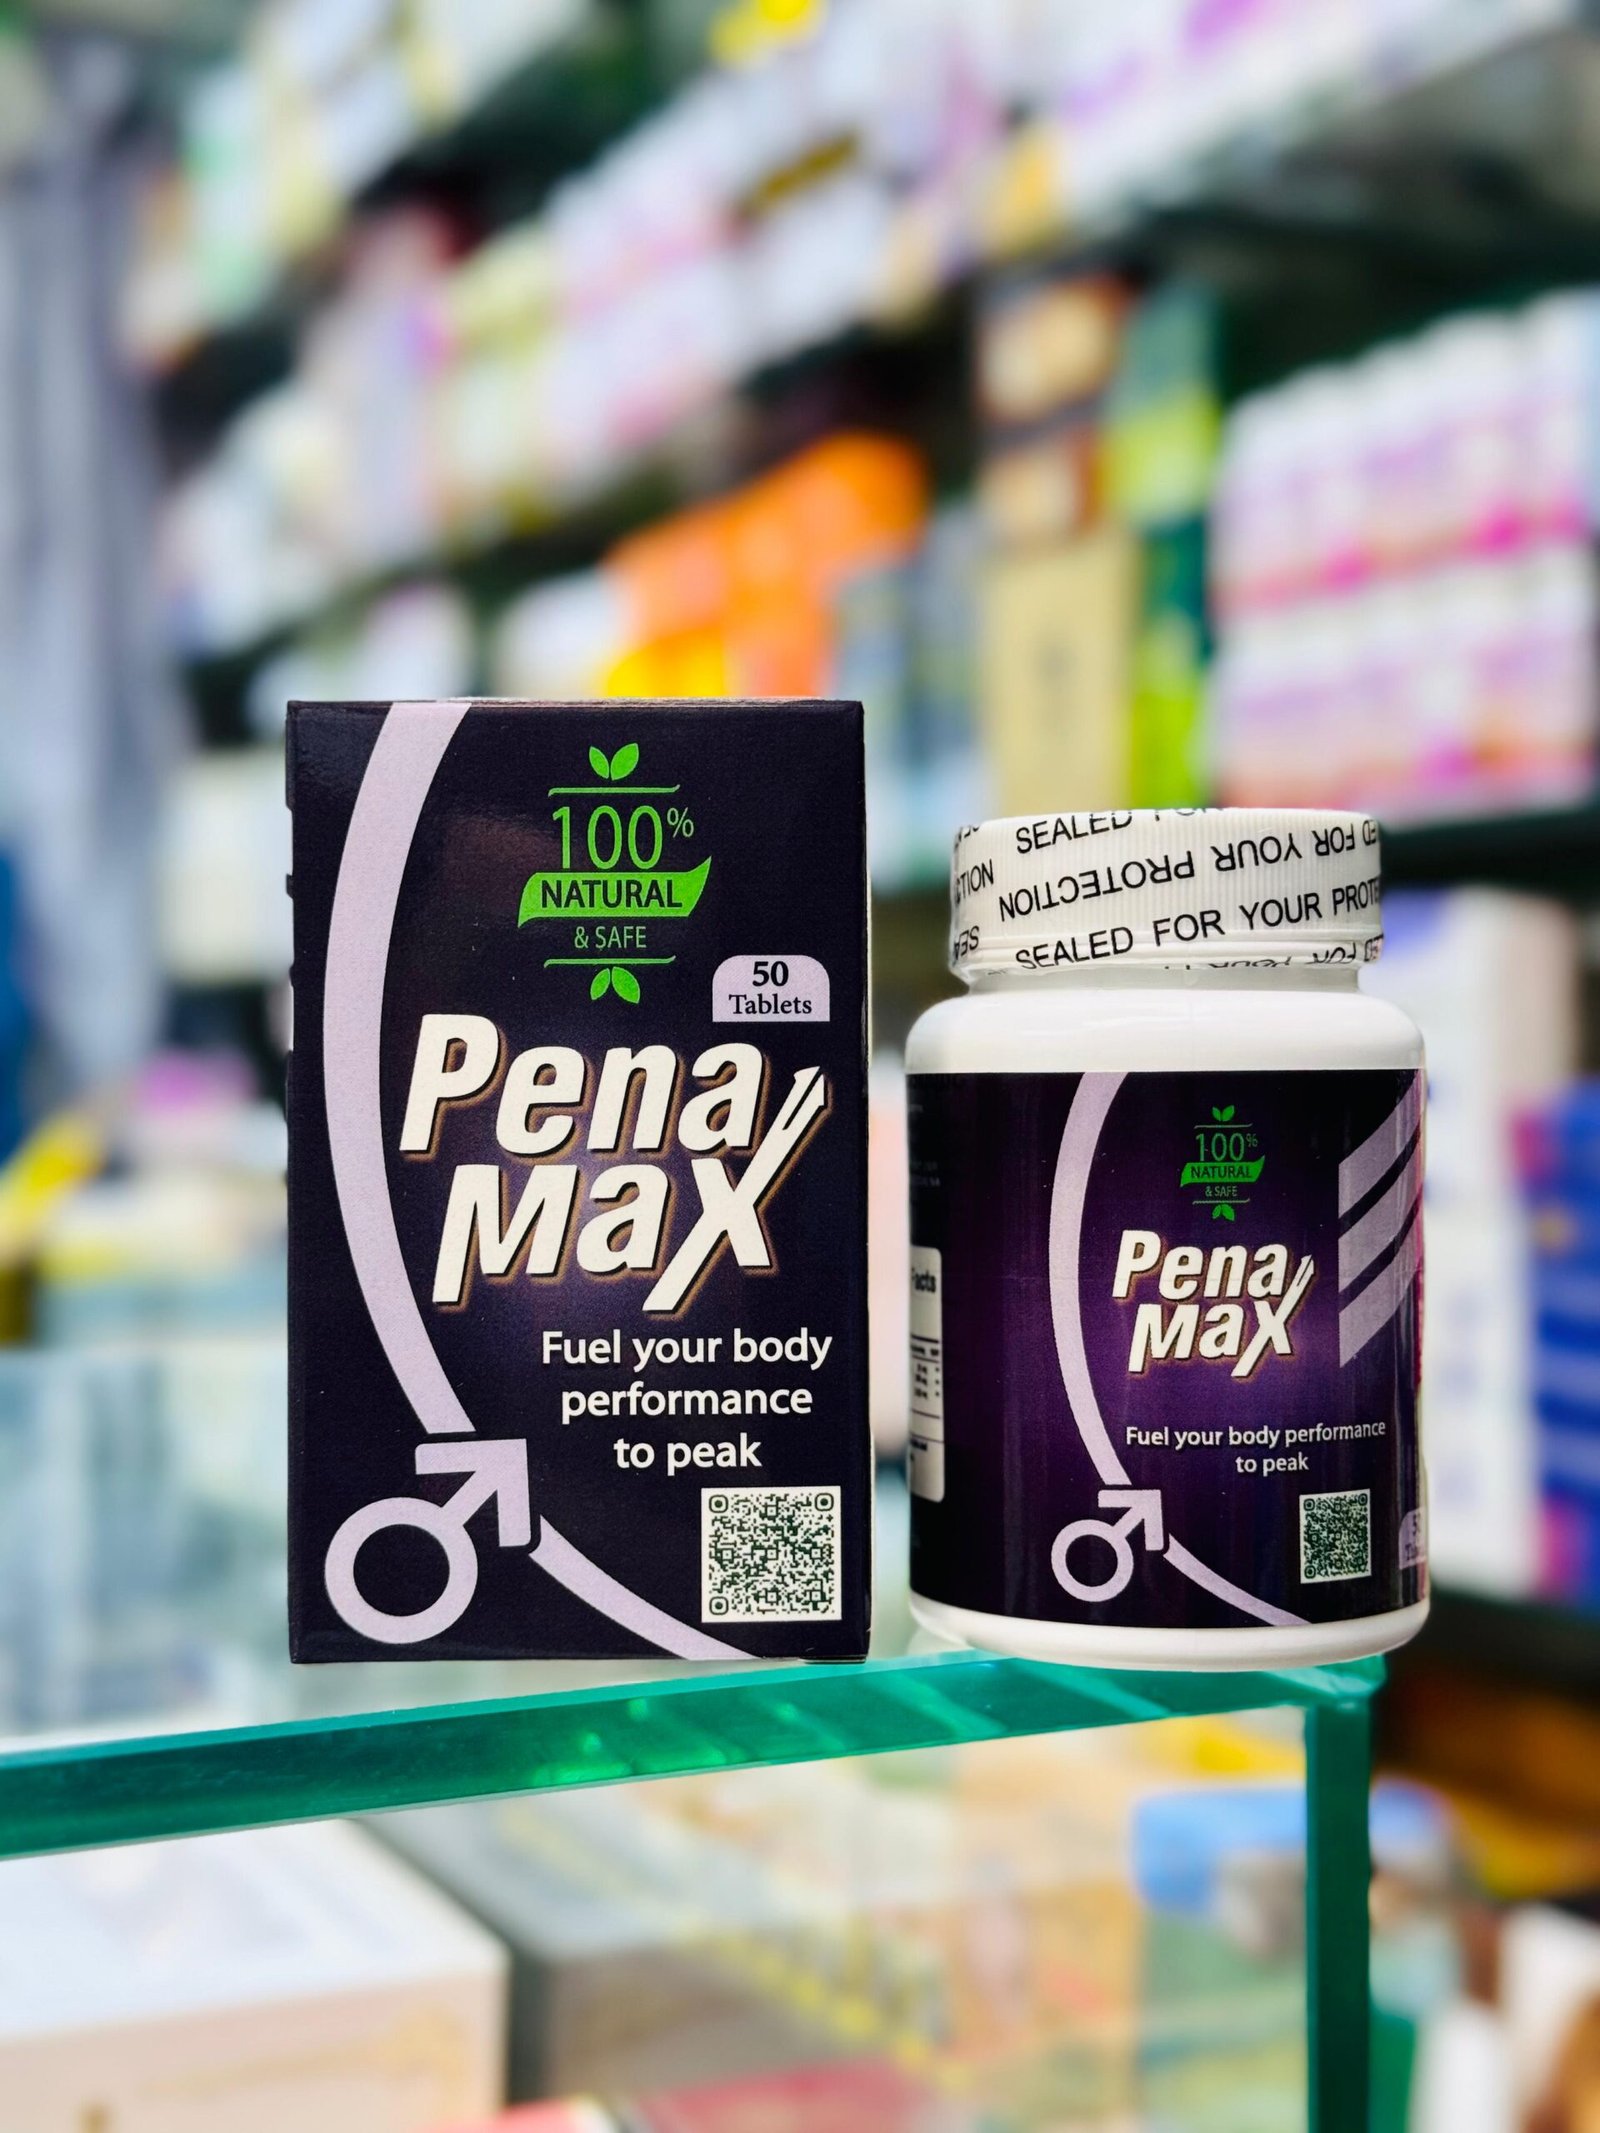 100%
NATURAL
& SAFE
50
Tablets
Pena
Max
Fuel your body
performance
to peak
SEALED
FOR YOUR PROTECTION
SEALED FOR YOUR
100%
NATURAL
& SAFE
Pena
Max
Facts
Fuel your body performance
to peak